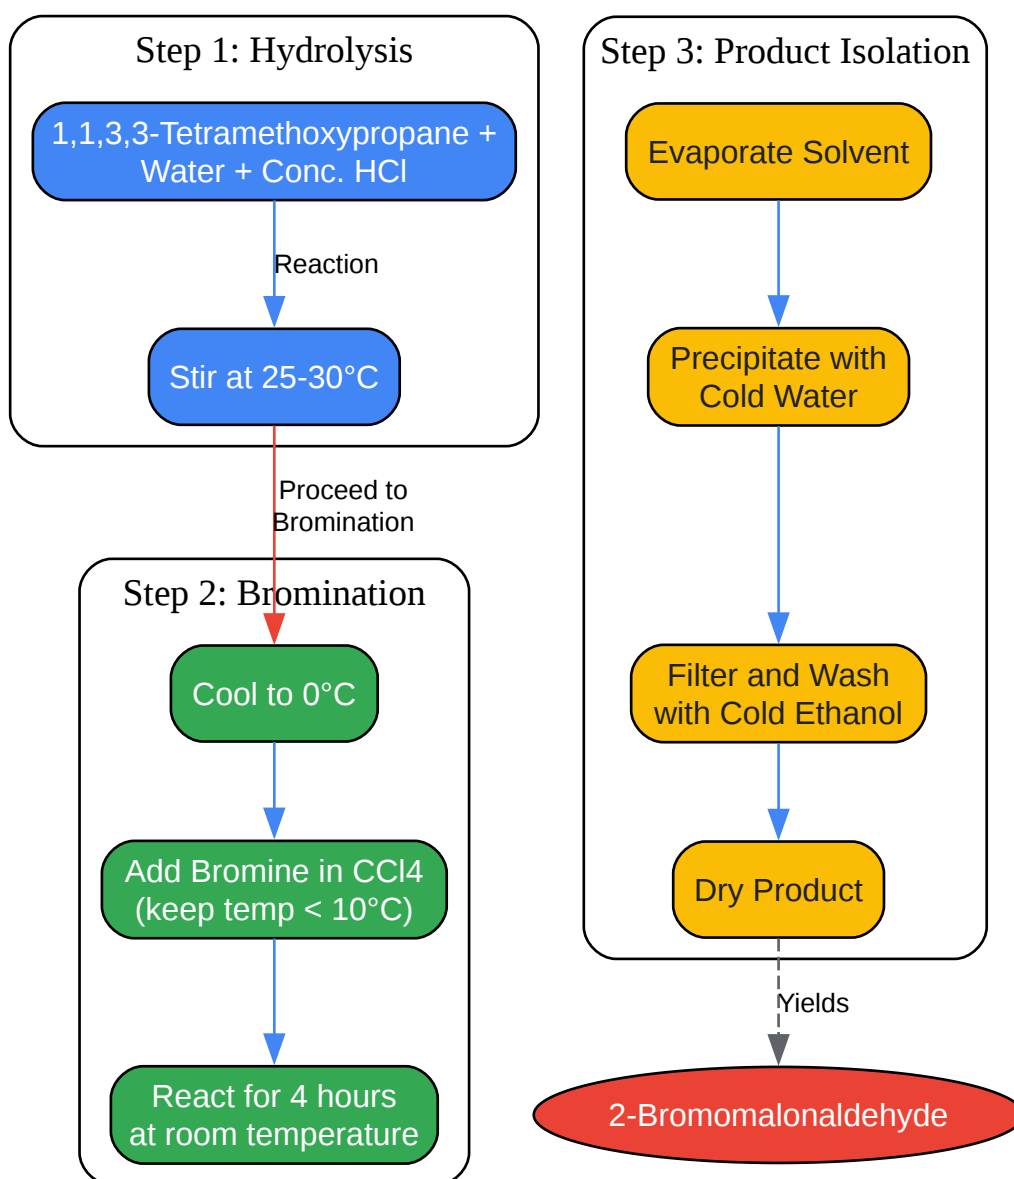 Step 1: Hydrolysis
1,1,3,3-Tetramethoxypropane +
Water + Conc. HCl
Reaction
Stir at 25-30°C
Proceed to
Bromination
Step 2: Bromination
Cool to 0°C
Add Bromine in CCl4
(keep temp < 10°C)
React for 4 hours
at room temperature
Step 3: Product Isolation
Evaporate Solvent
Precipitate with
Cold Water
Filter and Wash
with Cold Ethanol
Dry Product
Yields
2-Bromomalonaldehyde